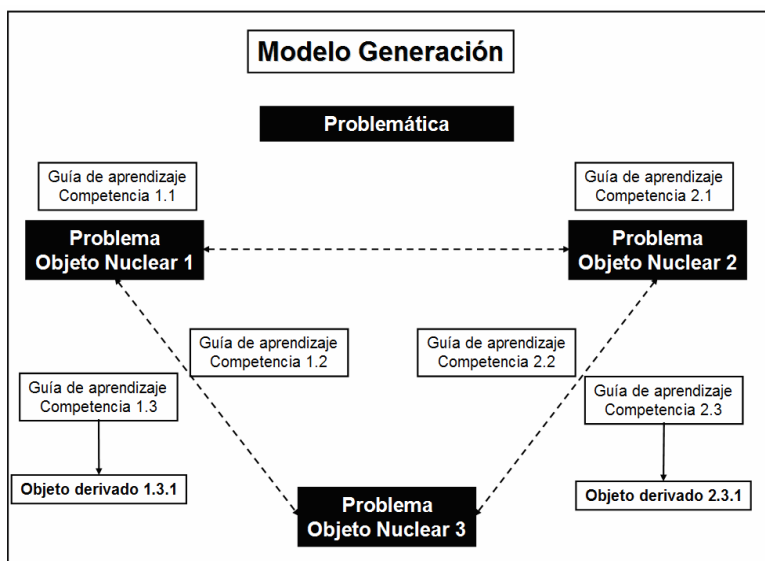 Modelo Generación
Problemática
Guía de aprendizaje
Competencia 1.1
Guía de aprendizaje
Competencia 2.1
Problema
Objeto Nuclear 1
Problema
Objeto Nuclear 2
Guía de aprendizaje
Competencia 1.2
Guía de aprendizaje
Competencia 2.2
Guía de aprendizaje
Competencia 1.3
Guía de aprendizaje
Competencia 2.3
Objeto derivado 1.3.1
Objeto derivado 2.3.1
Problema
Objeto Nuclear 3